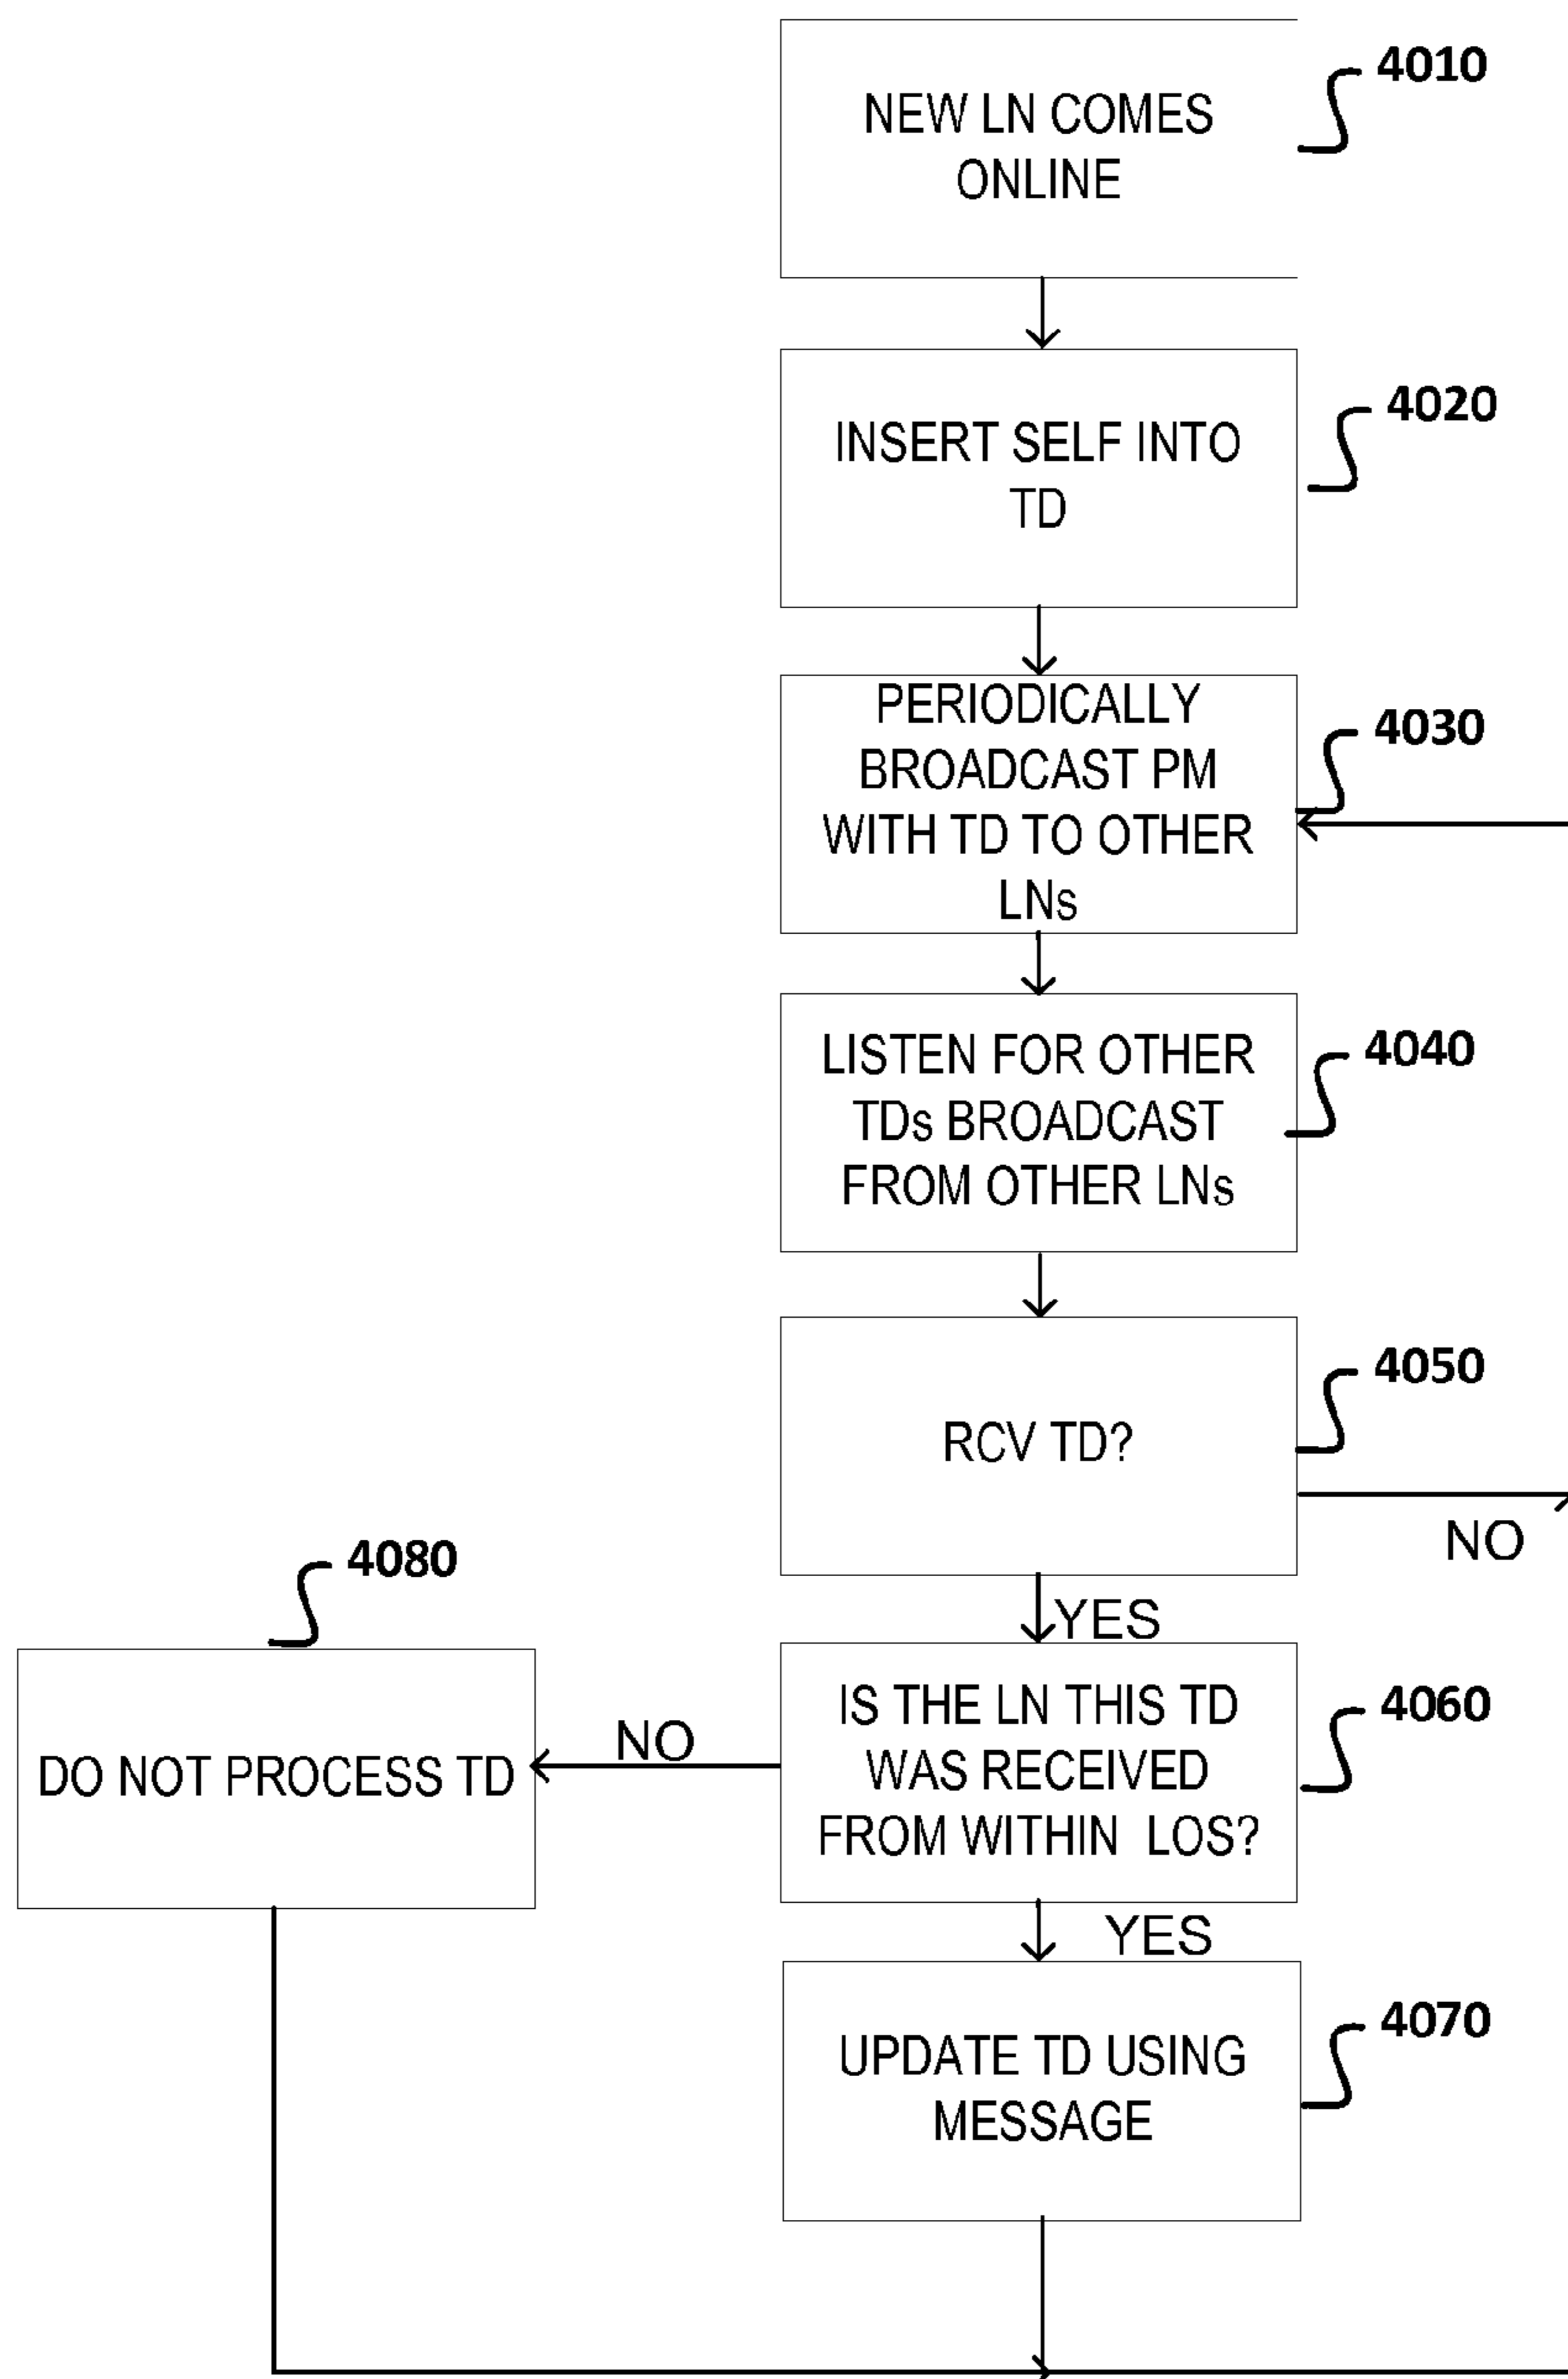 NEW LN COMES
ONLINE
4010
INSERT SELF INTO
TD
4020
PERIODICALLY
BROADCAST PM
WITH TD TO OTHER
LNs
4030
LISTEN FOR OTHER
TDs BROADCAST
FROM OTHER LNs
4040
RCV TD?
4050
NO
YES
4080
DO NOT PROCESS TD
NO
IS THE LN THIS TD
WAS RECEIVED
FROM WITHIN LOS?
4060
YES
UPDATE TD USING
MESSAGE
4070